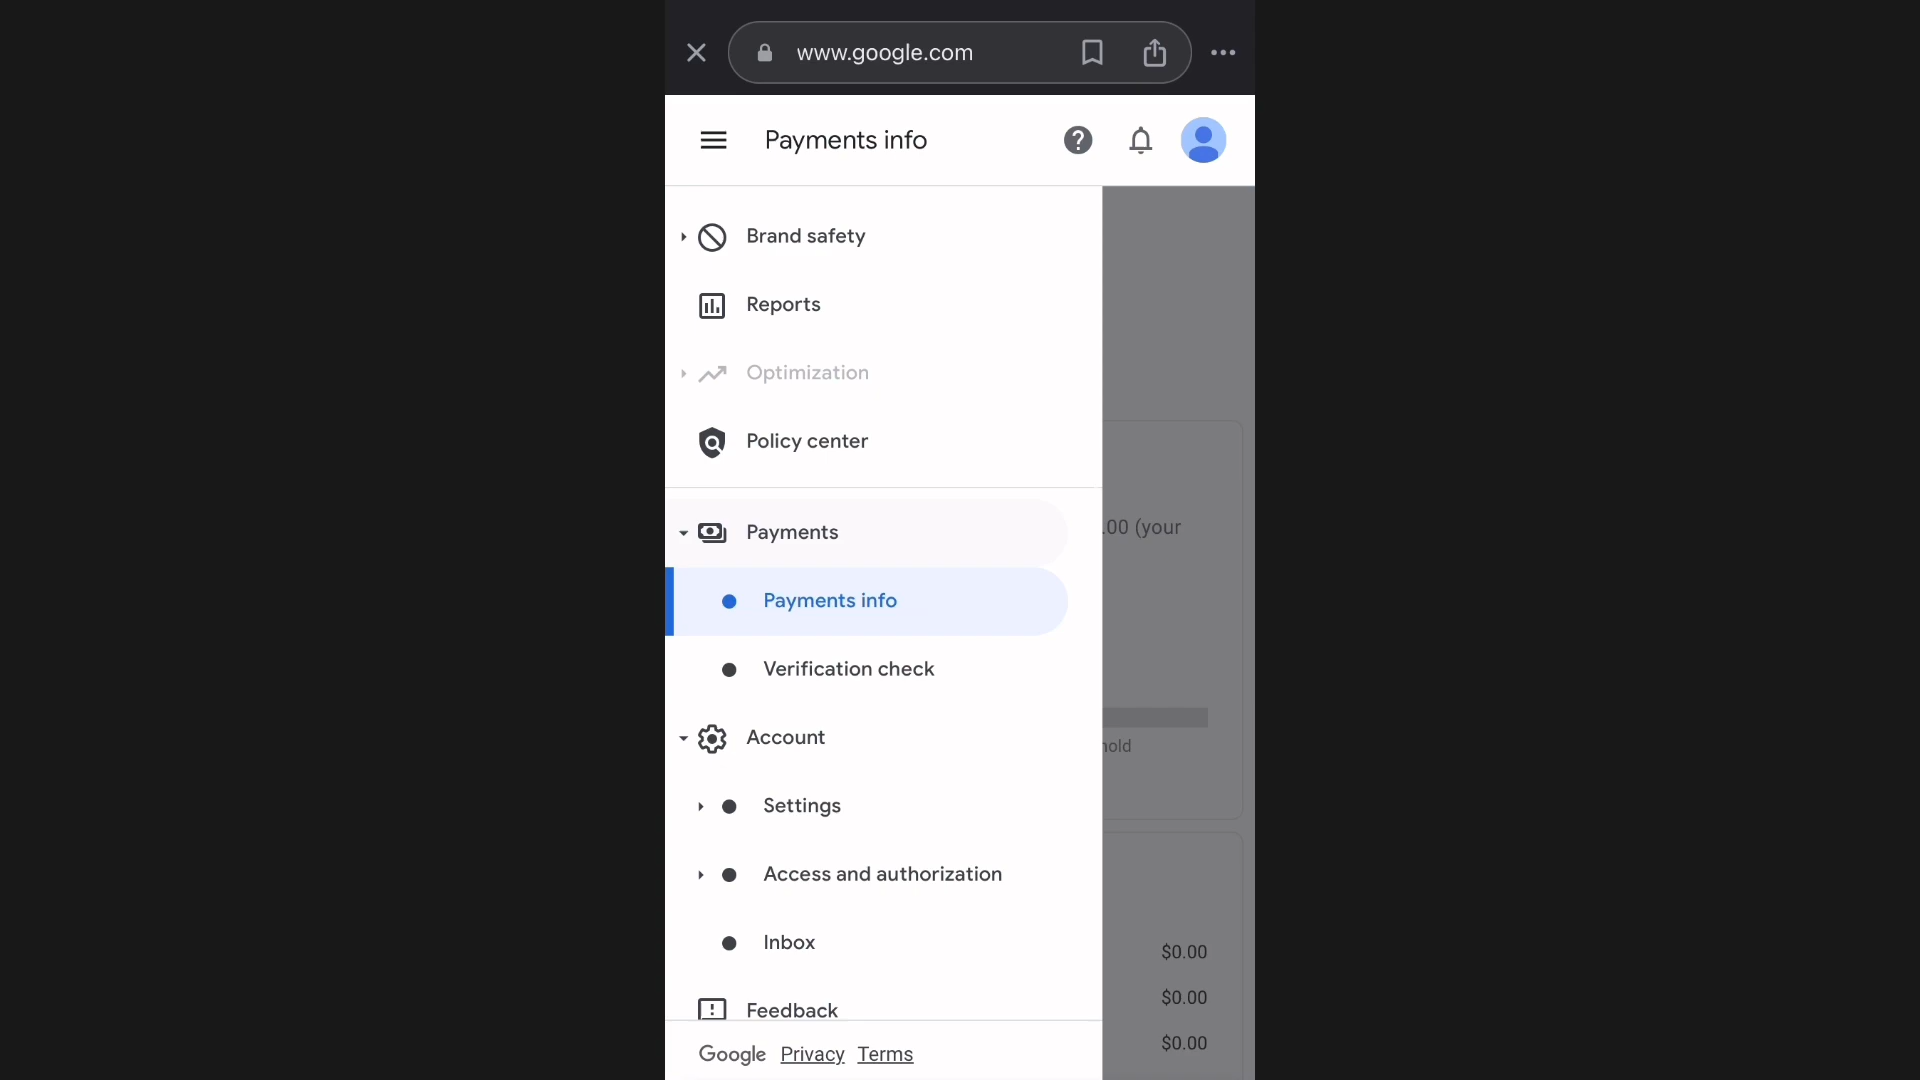 www.google.com
Payments info
Brand safety
Reports
Optimization
Policy center
Payments
.00 (your
Payments info
Verification check
Account
hold
Settings
Access and authorization
Inbox
$0.00
Feedback
$0.00
Google Privacy Terms
$0.00